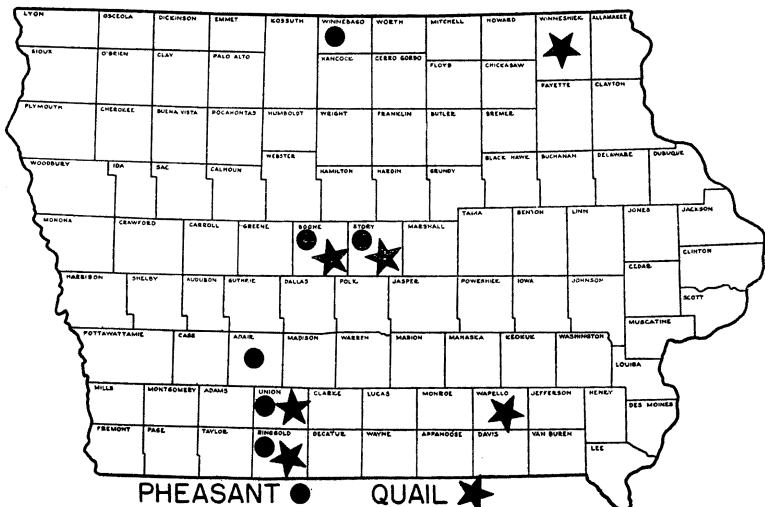 LYON OSCEOLA DICKINSON EMMET KOSSUTH WINNEBAGO WORTH MITCHELL HOWARD WINNESHIEK ALLAMAKEE
SIOUX O'BRIEN CLAY PALO ALTO HANCOCK CERRO GORDO FLOYD CHICKASAW
PLYMOUTH CHEROKEE BUENA VISTA POCAHONTAS HUMBOLDT WRIGHT FRANKLIN BUTLER BREMER FAYETTE CLAYTON
WOODBURY IDA SAC CALHOUN WEBSTER HAMILTON HARDIN GRUNDY BLACK HAWK BUCHANAN DELAWARE DUBUQUE
MONONA CRAWFORD CARROLL GREENE BOONE STORY MARSHALL TAMA BENTON LINN JONES JACKSON
CLINTON
HARRISON SHELBY AUDUBON GUTHRIE DALLAS POLK JASPER POWESHIEK IOWA JOHNSON CEDAR
SCOTT
MUSCATINE
POTTAWATTAMIE CASS ADAIR MADISON WARREN MARION MAHASKA KEOKUK WASHINGTON
LOUISA
MILLS MONTGOMERY ADAMS UNION CLARKE LUCAS MONROE WAPELLO JEFFERSON HENRY
DES MOINES
FREMONT PAGE TAYLOR RINGGOLD DECATUR WAYNE APPANOOSE DAVIS VAN BUREN
LEE
PHEASANT QUAIL